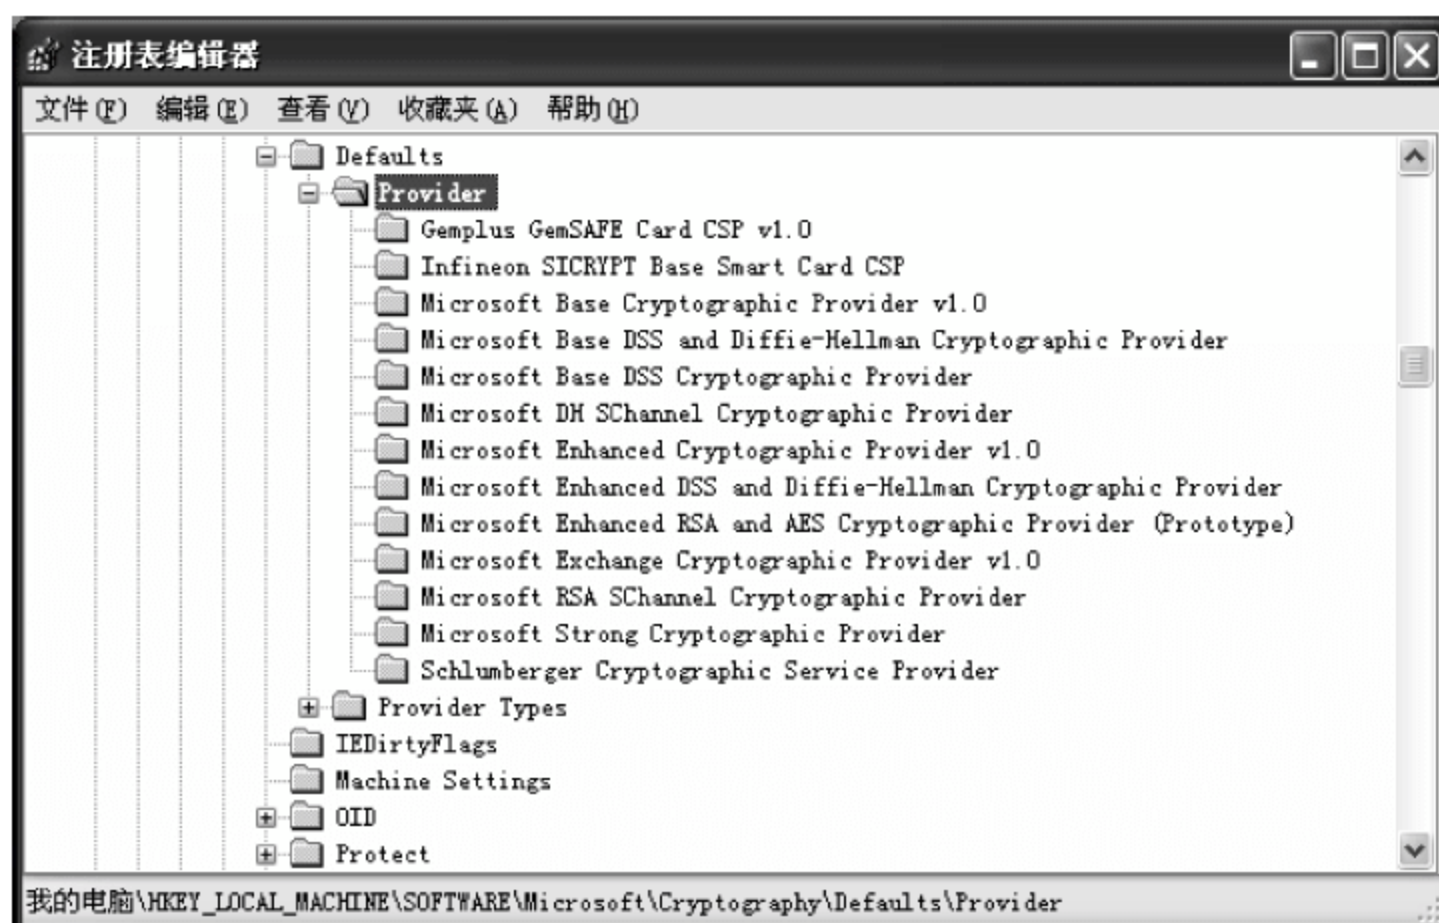 注册表编辑器
文件(F) 编辑(E) 查看(V) 收藏夹(A) 帮助(H)
Defaults
Provider
Gemplus GemSAFE Card CSP v1.0
Infineon SICRYPT Base Smart Card CSP
Microsoft Base Cryptographic Provider v1.0
Microsoft Base DSS and Diffie-Hellman Cryptographic Provider
Microsoft Base DSS Cryptographic Provider
Microsoft DH SChannel Cryptographic Provider
Microsoft Enhanced Cryptographic Provider v1.0
Microsoft Enhanced DSS and Diffie-Hellman Cryptographic Provider
Microsoft Enhanced RSA and AES Cryptographic Provider (Prototype)
Microsoft Exchange Cryptographic Provider v1.0
Microsoft RSA SChannel Cryptographic Provider
Microsoft Strong Cryptographic Provider
Schlumberger Cryptographic Service Provider
Provider Types
IEDirtyFlags
Machine Settings
OID
Protect
我的电脑\HKEY_LOCAL_MACHINE\SOFTWARE\Microsoft\Cryptography\Defaults\Provider